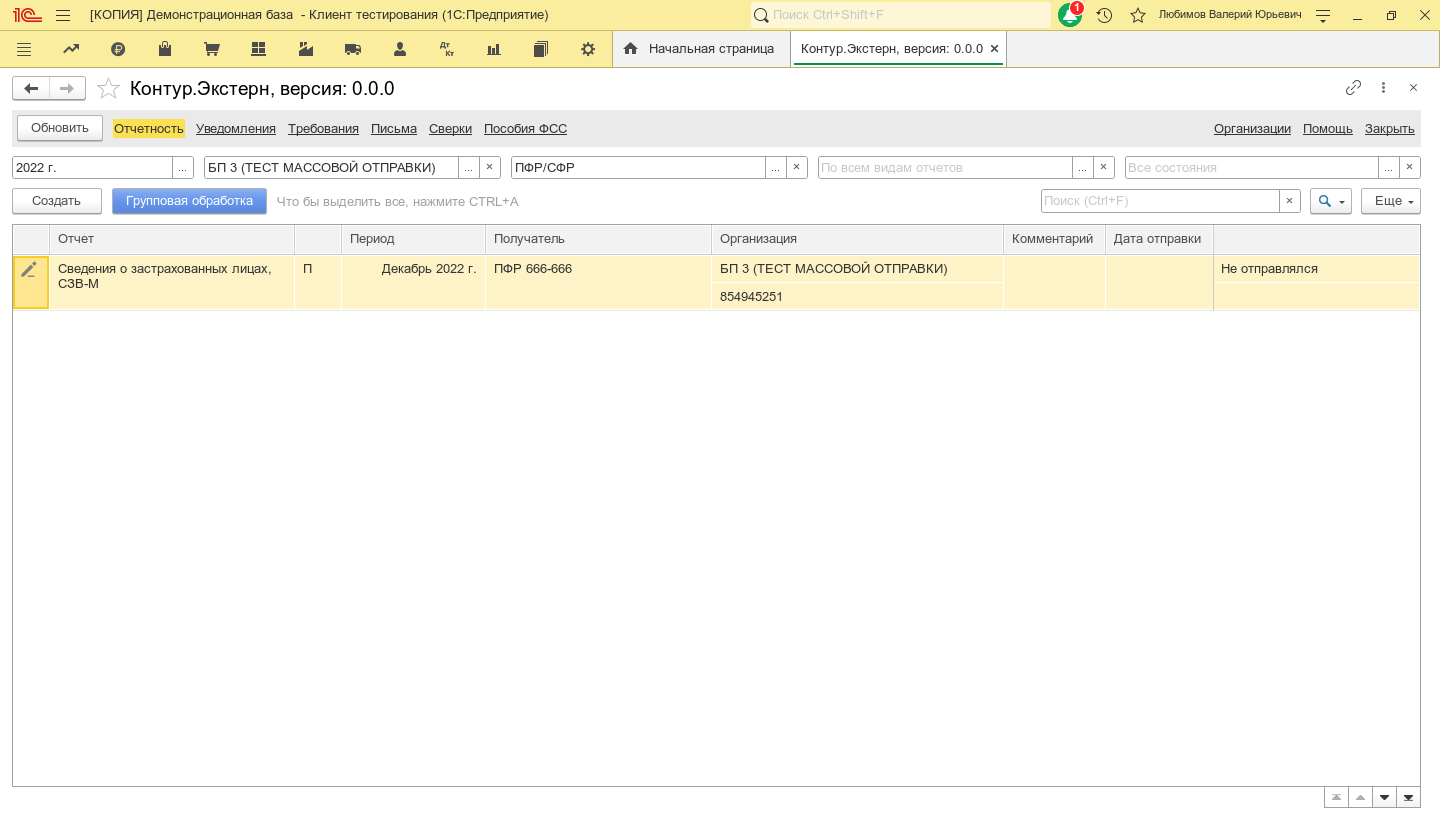 [КОПИЯ] Демонстрационная база - Клиент тестирования (1С:Предприятие)
Поиск Ctrl+Shift+F
1
Любимов Валерий Юрьевич
Дт Кт
Начальная страница
Контур.Экстерн, версия: 0.0.0
Контур.Экстерн, версия: 0.0.0
Обновить
Отчетность
Уведомления
Требования
Письма
Сверки
Пособия ФСС
Организации
Помощь
Закрыть
2022 г.
...
БП 3 (ТЕСТ МАССОВОЙ ОТПРАВКИ)
...
ПФР/СФР
...
По всем видам отчетов
...
Все состояния
...
Создать
Групповая обработка
Что бы выделить все, нажмите CTRL+A
Поиск (Ctrl+F)
Еще
Отчет
Период
Получатель
Организация
Комментарий
Дата отправки
Сведения о застрахованных лицах,
СЗВ-М
П
Декабрь 2022 г.
ПФР 666-666
БП 3 (ТЕСТ МАССОВОЙ ОТПРАВКИ)
854945251
Не отправлялся